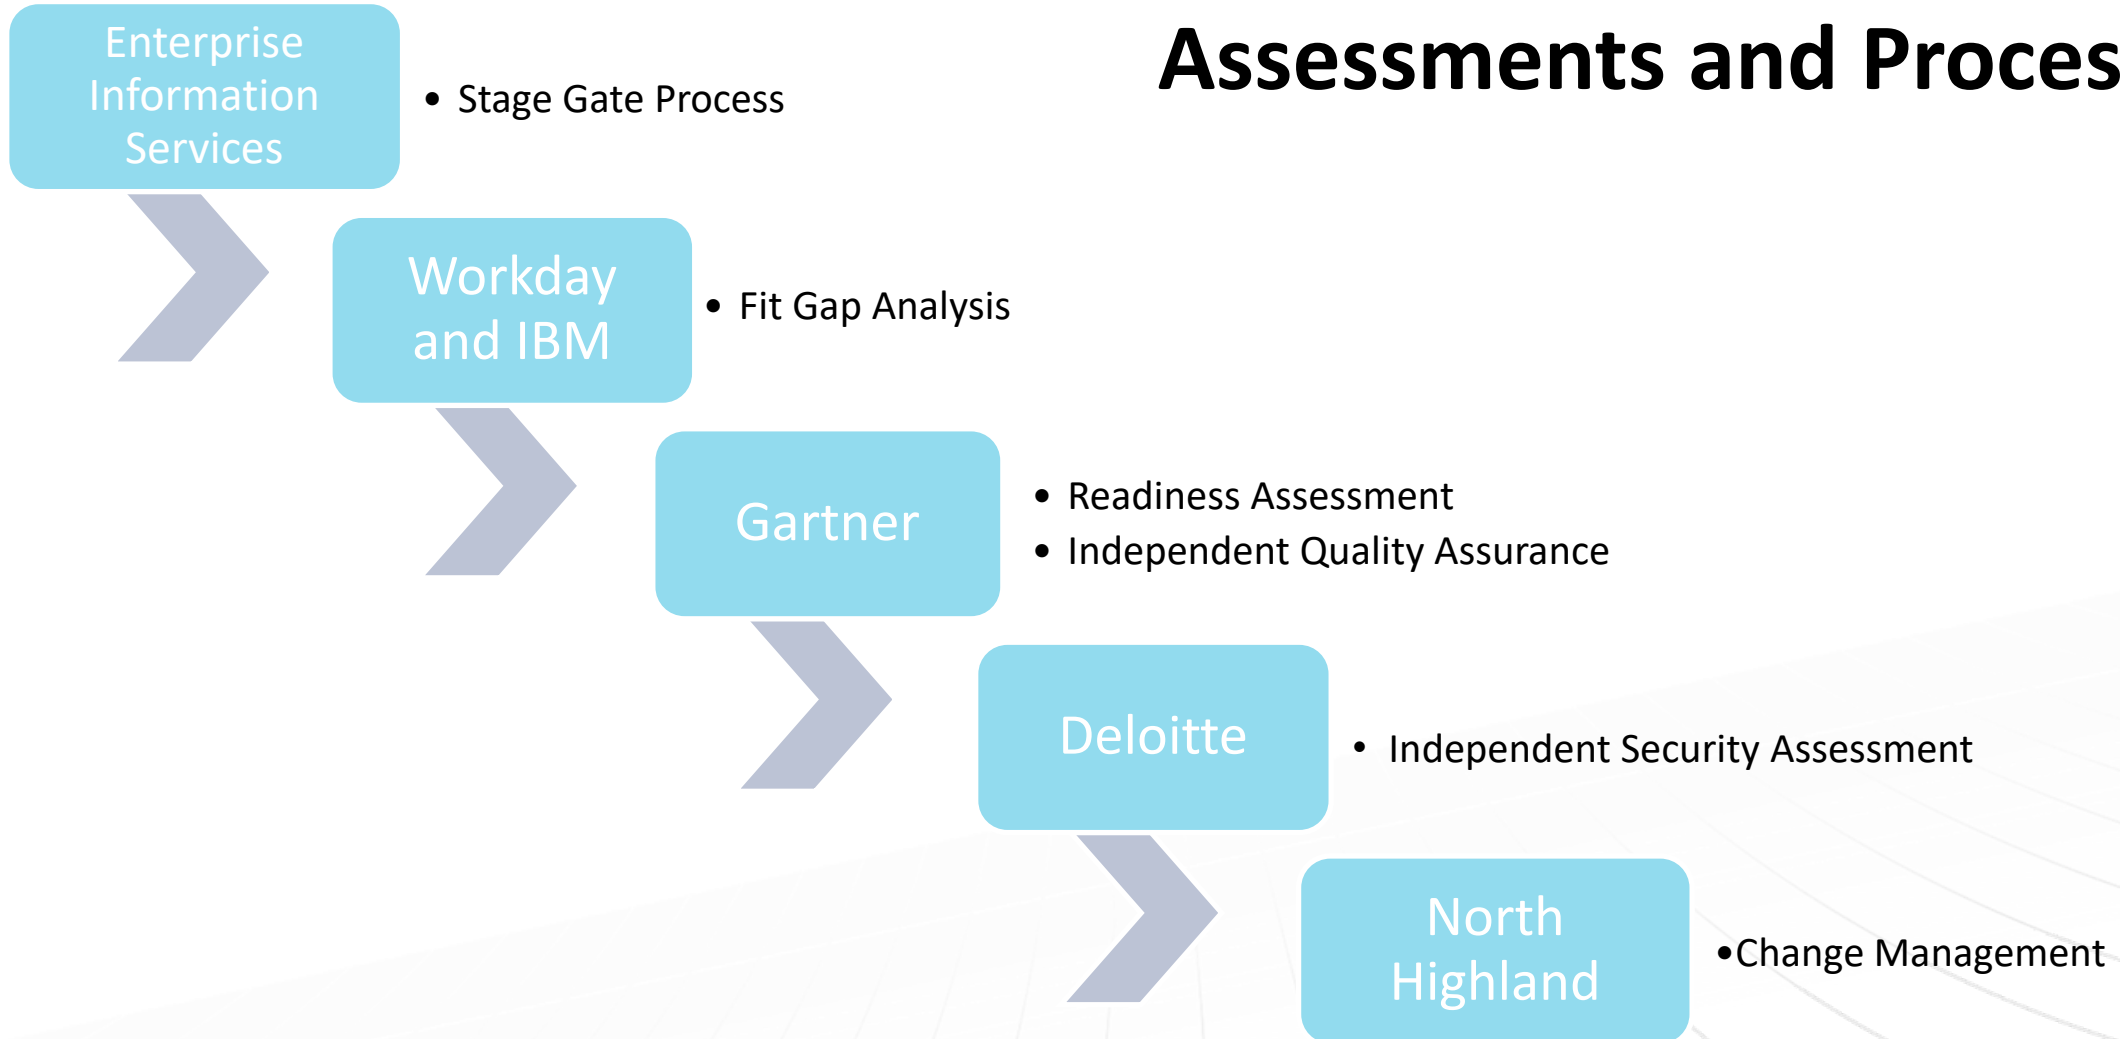 Assessments and Proces
Enterprise
Information
Services
• Stage Gate Process
Workday
and IBM
• Fit Gap Analysis
Gartner
• Readiness Assessment
• Independent Quality Assurance
Deloitte
• Independent Security Assessment
North
Highland
•Change Management